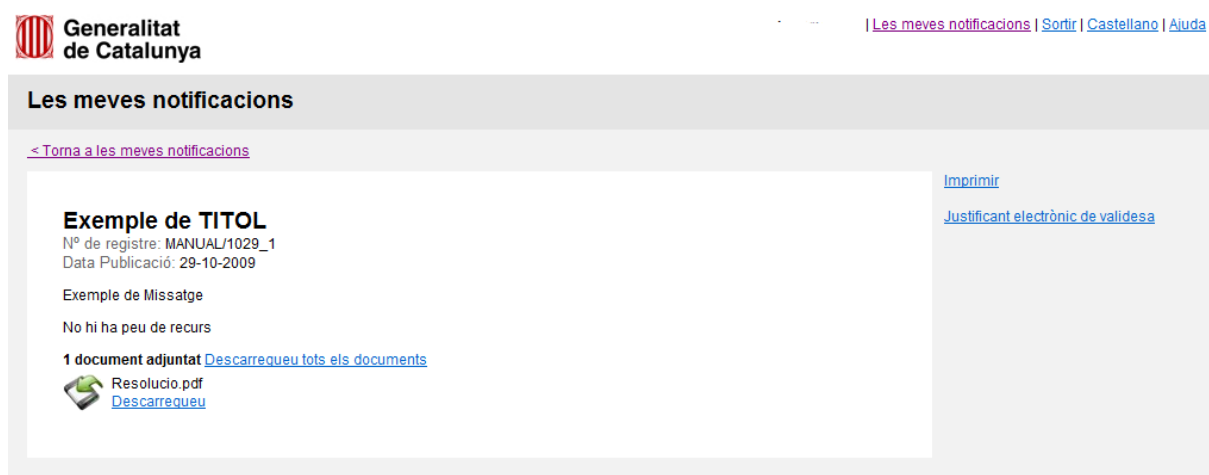 Generalitat
de Catalunya
| Les meves notificacions | Sortir | Castellano | Ajuda
Les meves notificacions
< Torna a les meves notificacions
Imprimir
Justificant electrònic de validesa
Exemple de TITOL
Nº de registre: MANUAL/1029_1
Data Publicació: 29-10-2009
Exemple de Missatge
No hi ha peu de recurs
1 document adjuntat Descarregueu tots els documents
Resolucio.pdf
Descarregueu